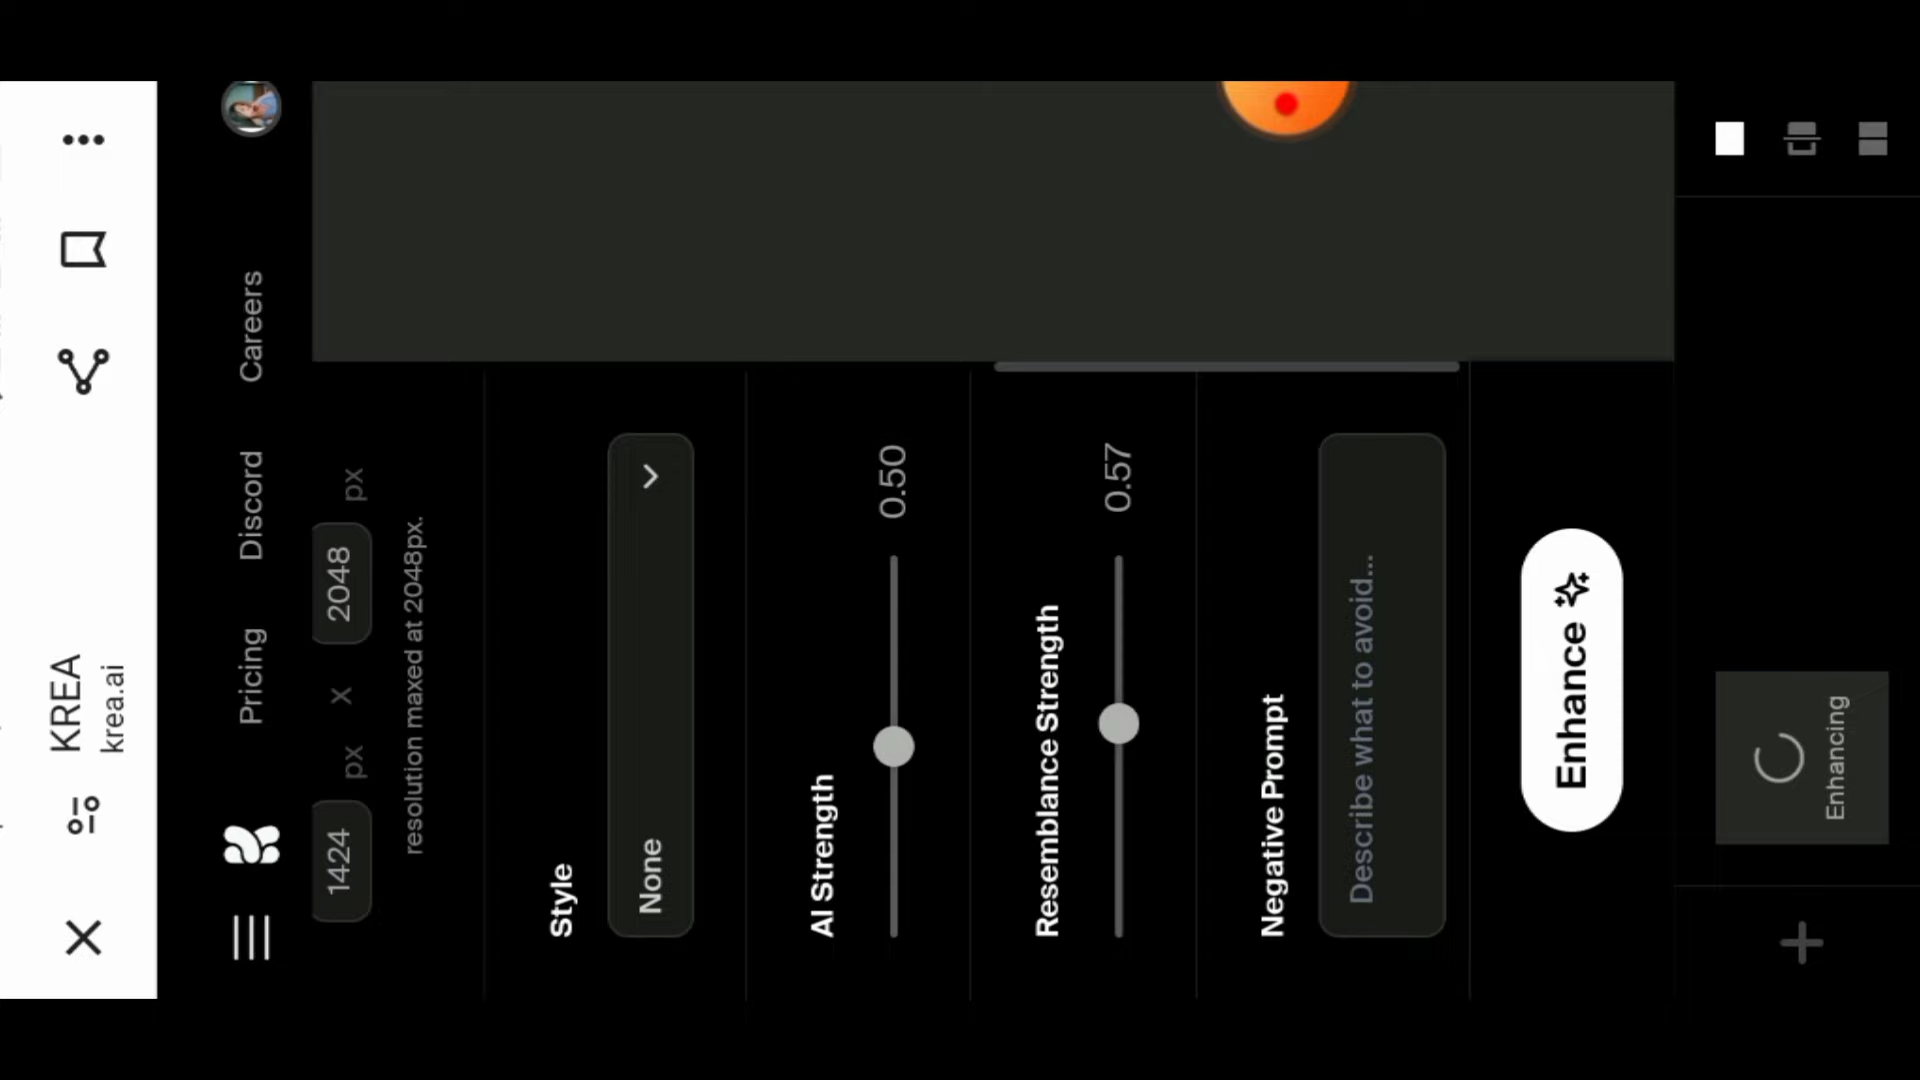 KREA
krea.ai
Pricing Discord Careers
1424 px X 2048 px
resolution maxed at 2048px.
Style
None
AI Strength
0.50
Resemblance Strength
0.57
Negative Prompt
Describe what to avoid...
Enhance
Enhancing